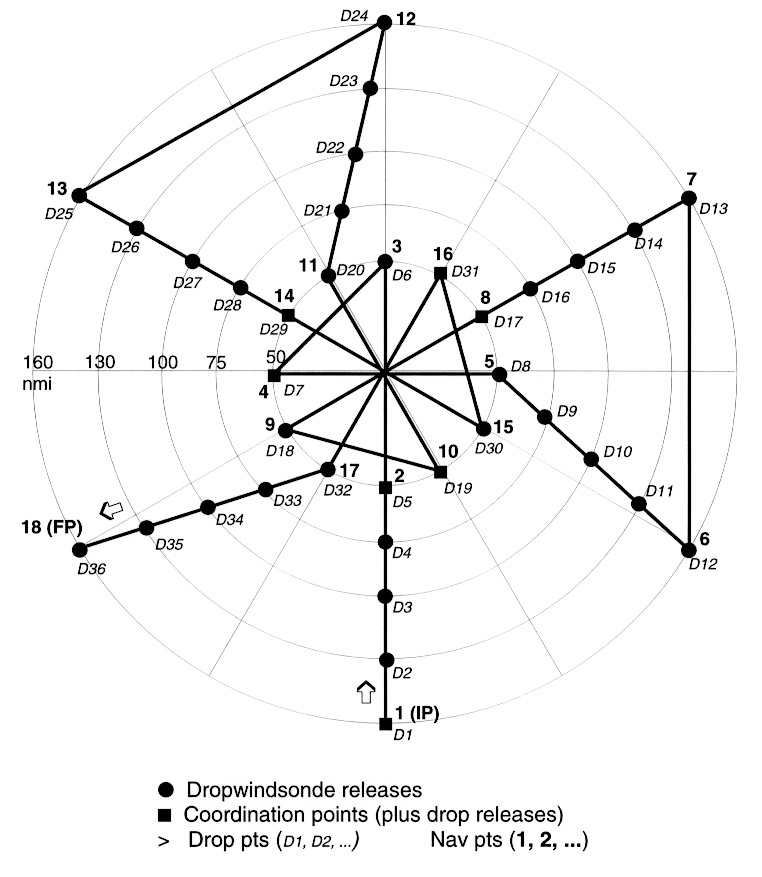 D24 12
D23
D22
13
7
D25
D13
D21
D26
D14
3
16
11 D20
D6
D31
D27
D15
D28
14
8
D16
D29
D17
160 130 100 75 50
nmi
5 D8
4 D7
D9
9
15
D18
10
D30
D10
17
2
D32
D19
D33
D5
D11
18 (FP)
D34
D35
D4
6
D36
D12
D3
D2
1 (IP)
D1
Dropwindsonde releases
Coordination points (plus drop releases)
> Drop pts (D1, D2, ...) Nav pts (1, 2, ...)